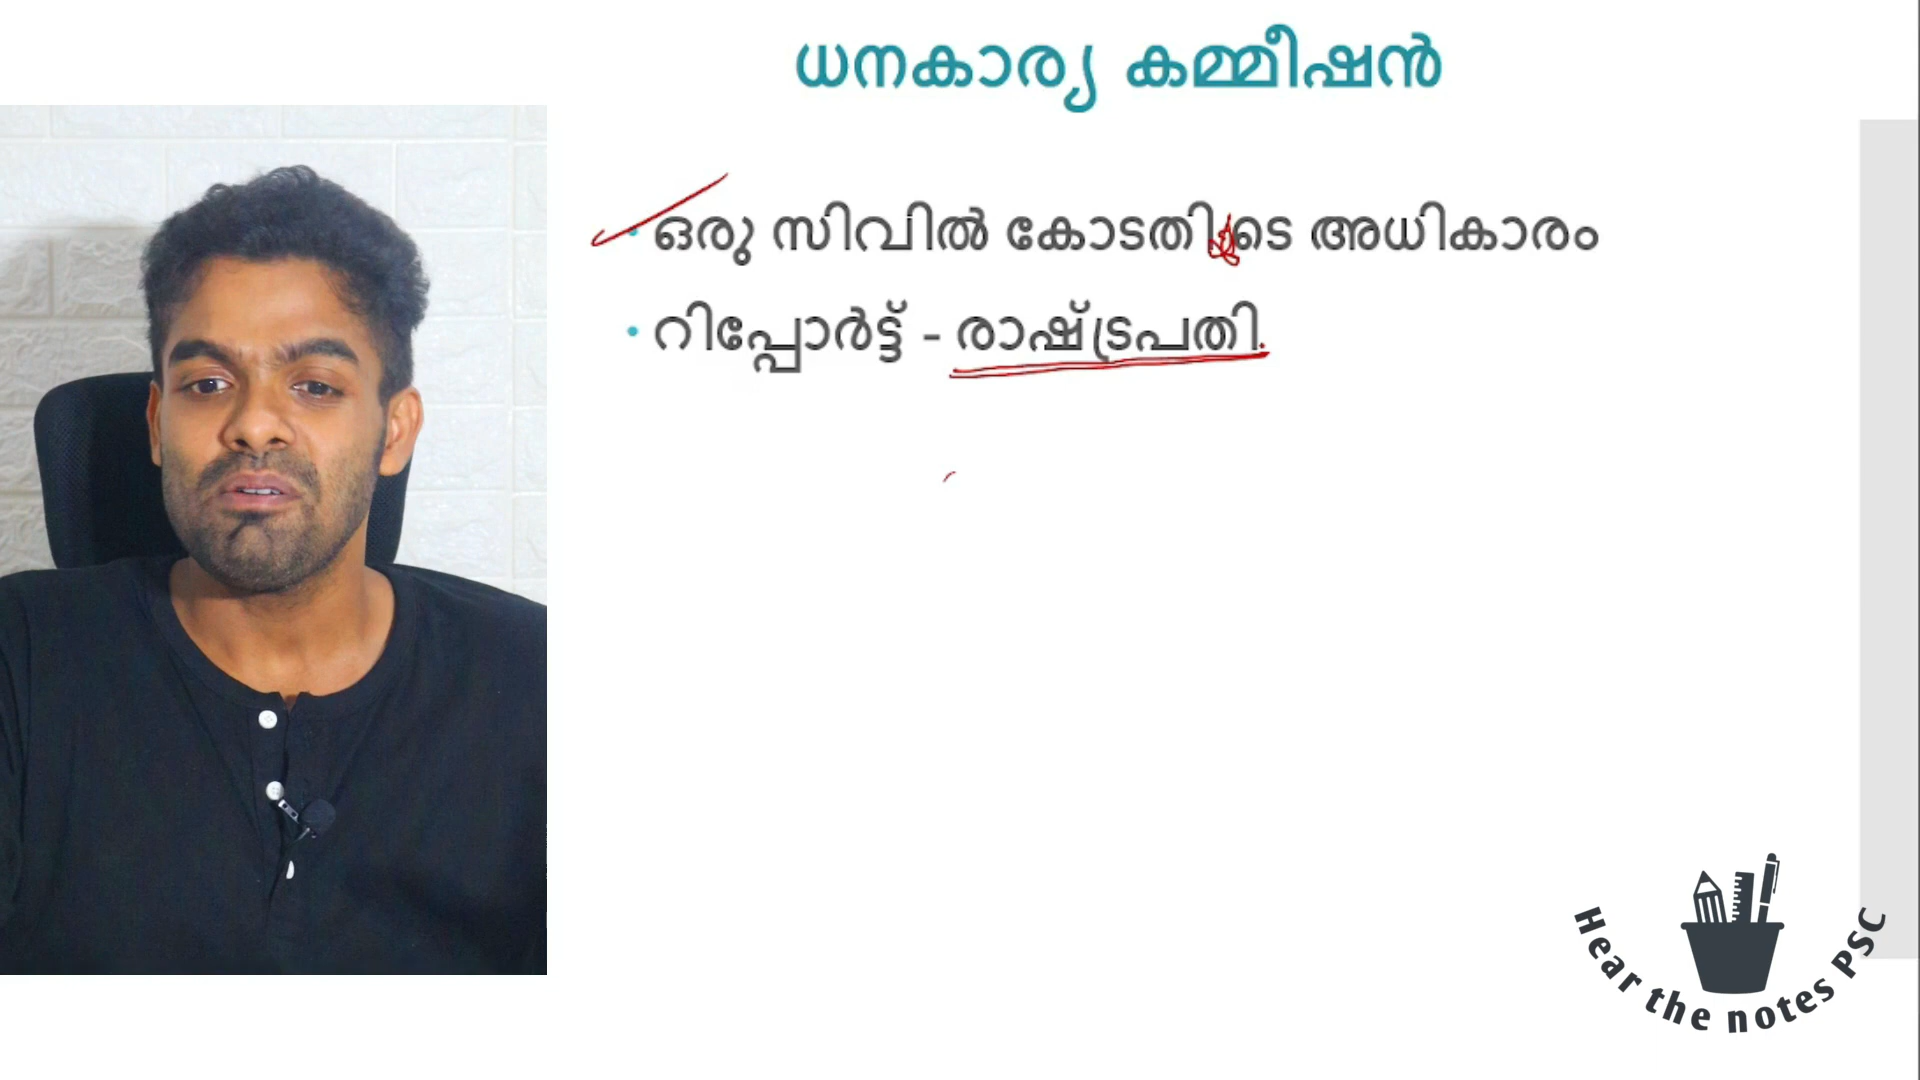 ധനകാര്യ കമ്മീഷൻ
ഒരു സിവിൽ കോടതിയുടെ അധികാരം
റിപ്പോർട്ട് - രാഷ്ട്രപതി
Hear the notes PSC